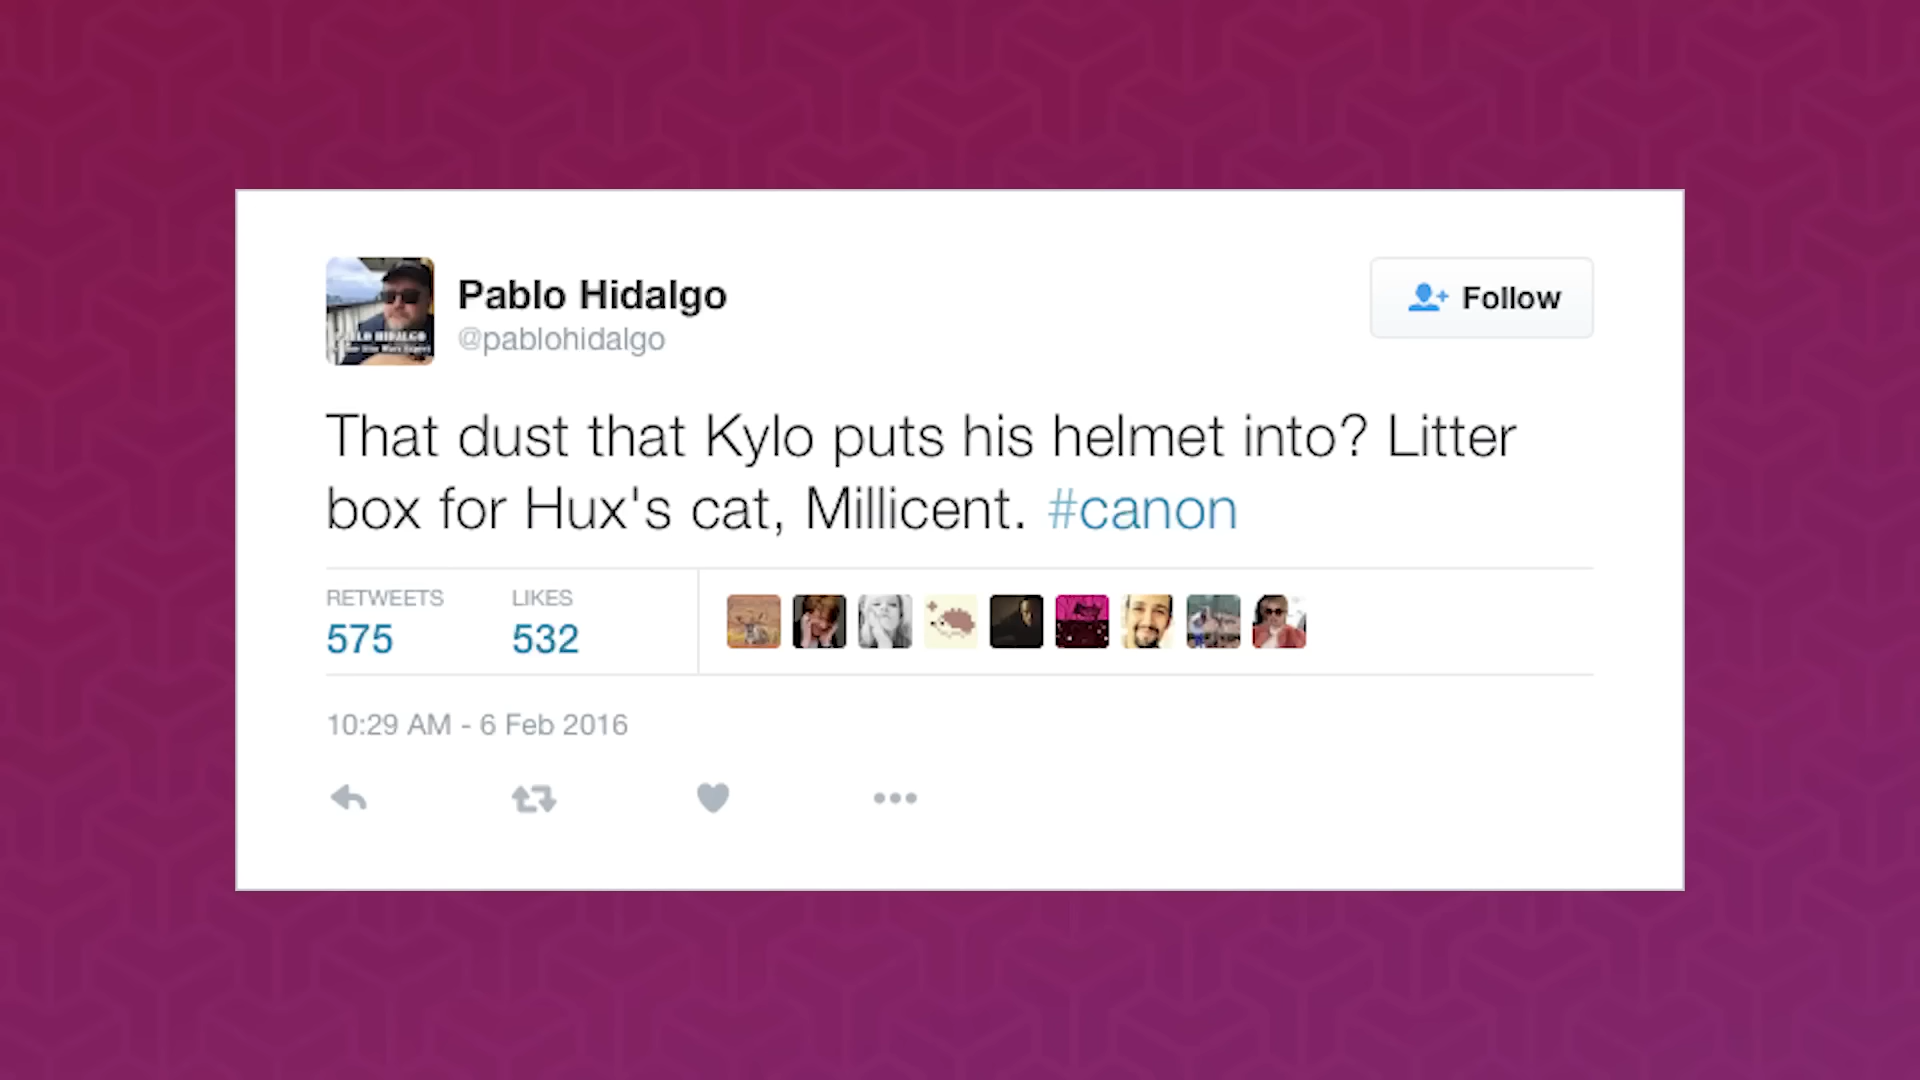 Pablo Hidalgo
@pablohidalgo
Follow
That dust that Kylo puts his helmet into? Litter
box for Hux's cat, Millicent. #canon
RETWEETS LIKES
575 532
10:29 AM - 6 Feb 2016